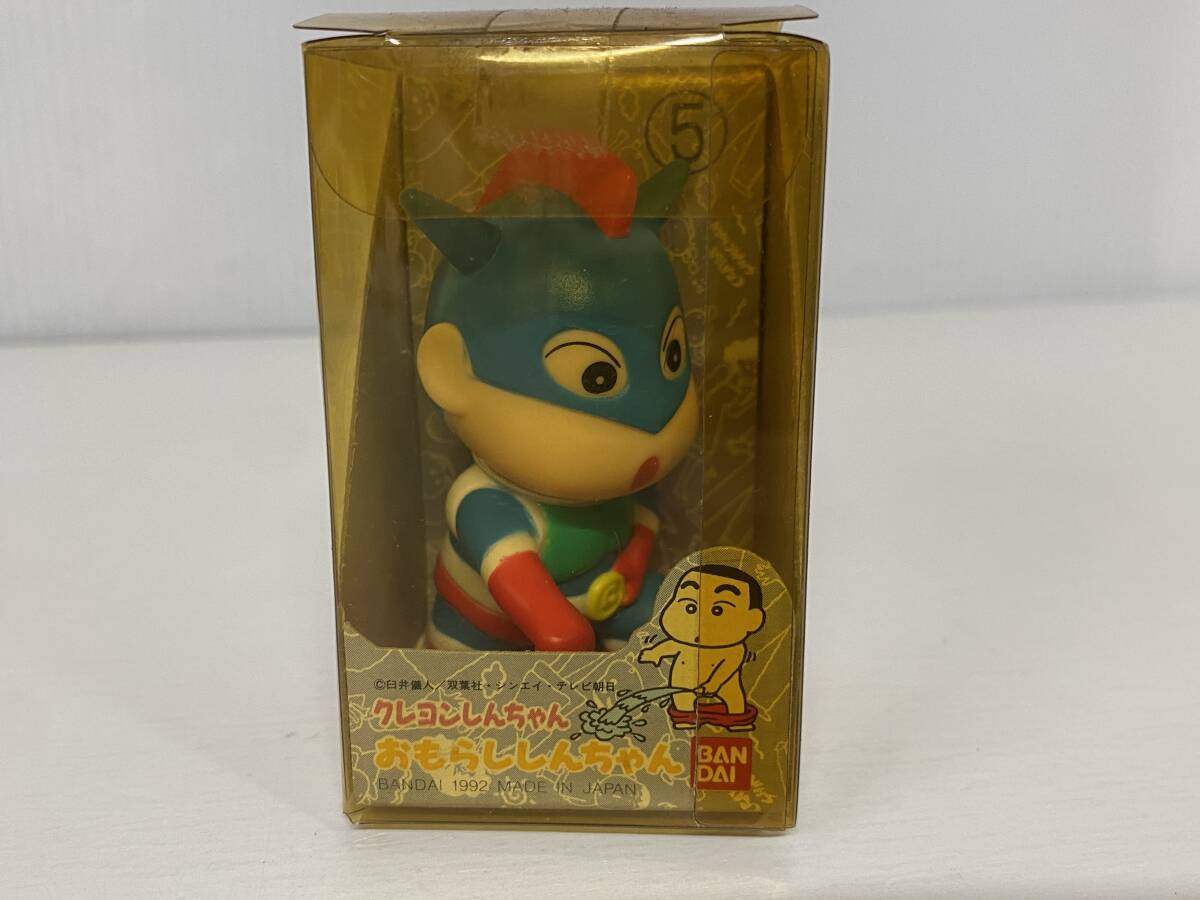 ⑤
©臼井儀人／双葉社・シンエイ・テレビ朝日
クレヨンしんちゃん
おもらししんちゃん
BAN
DAI
BANDAI 1992 MADE IN JAPAN